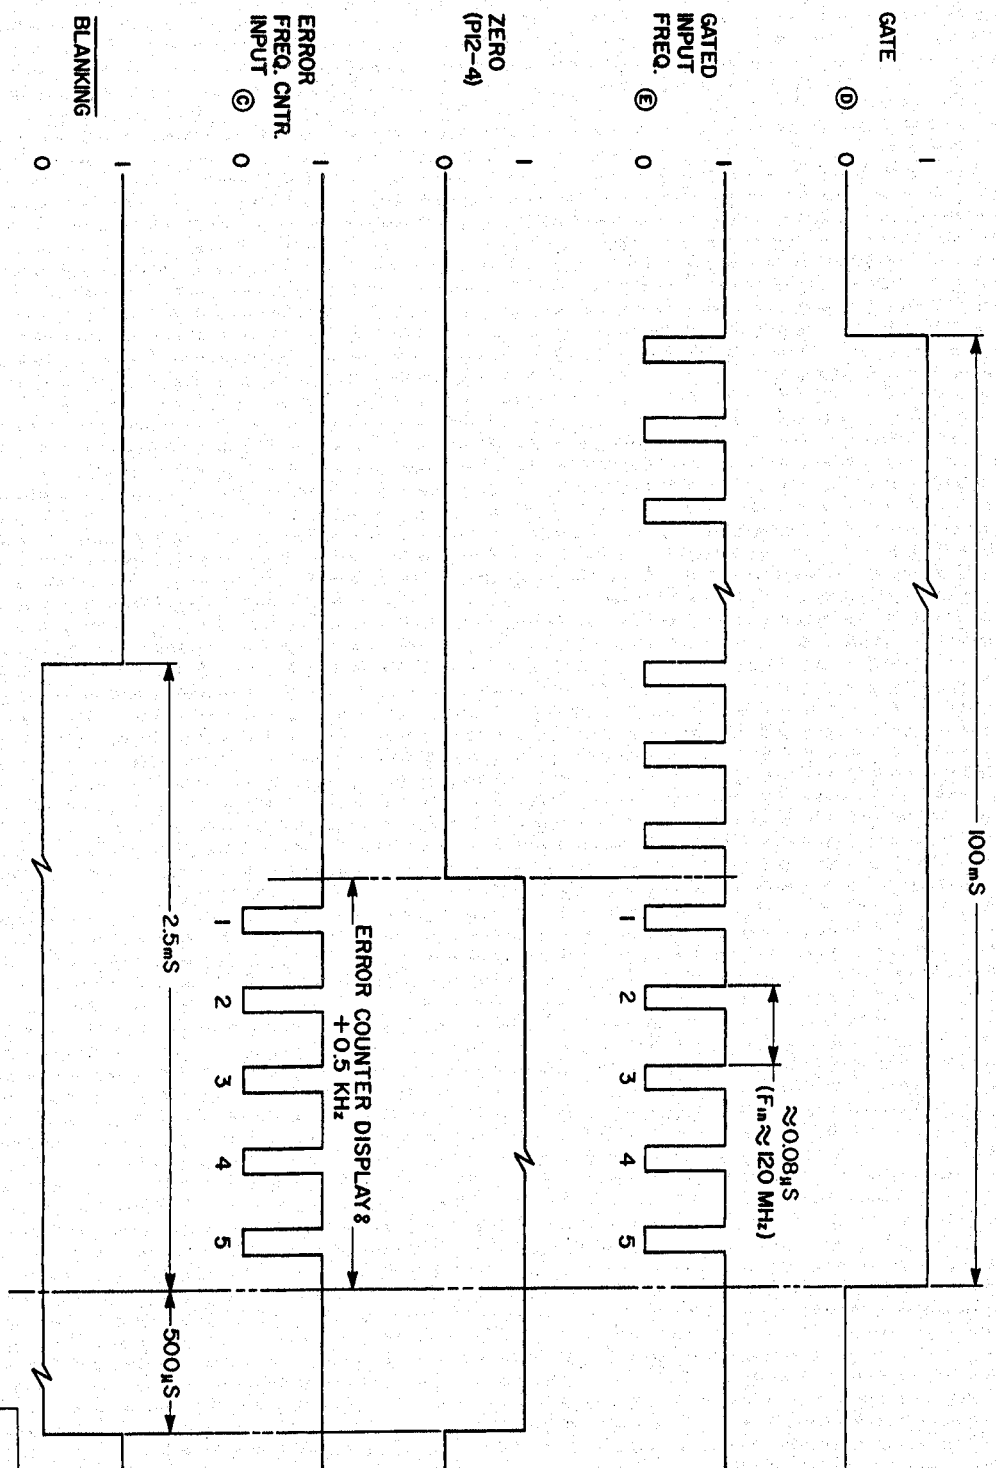 100mS
GATE
D
1
0
GATED
INPUT
FREQ.
E
1
0
1
2
3
4
5
≈0.08µS
(Fin≈120 MHz)
ZERO
(P12-4)
1
0
ERROR
FREQ. CNTR.
INPUT
C
1
0
ERROR COUNTER DISPLAY8
+0.5 KHz
1
2
3
4
5
BLANKING
1
0
2.5mS
500µS